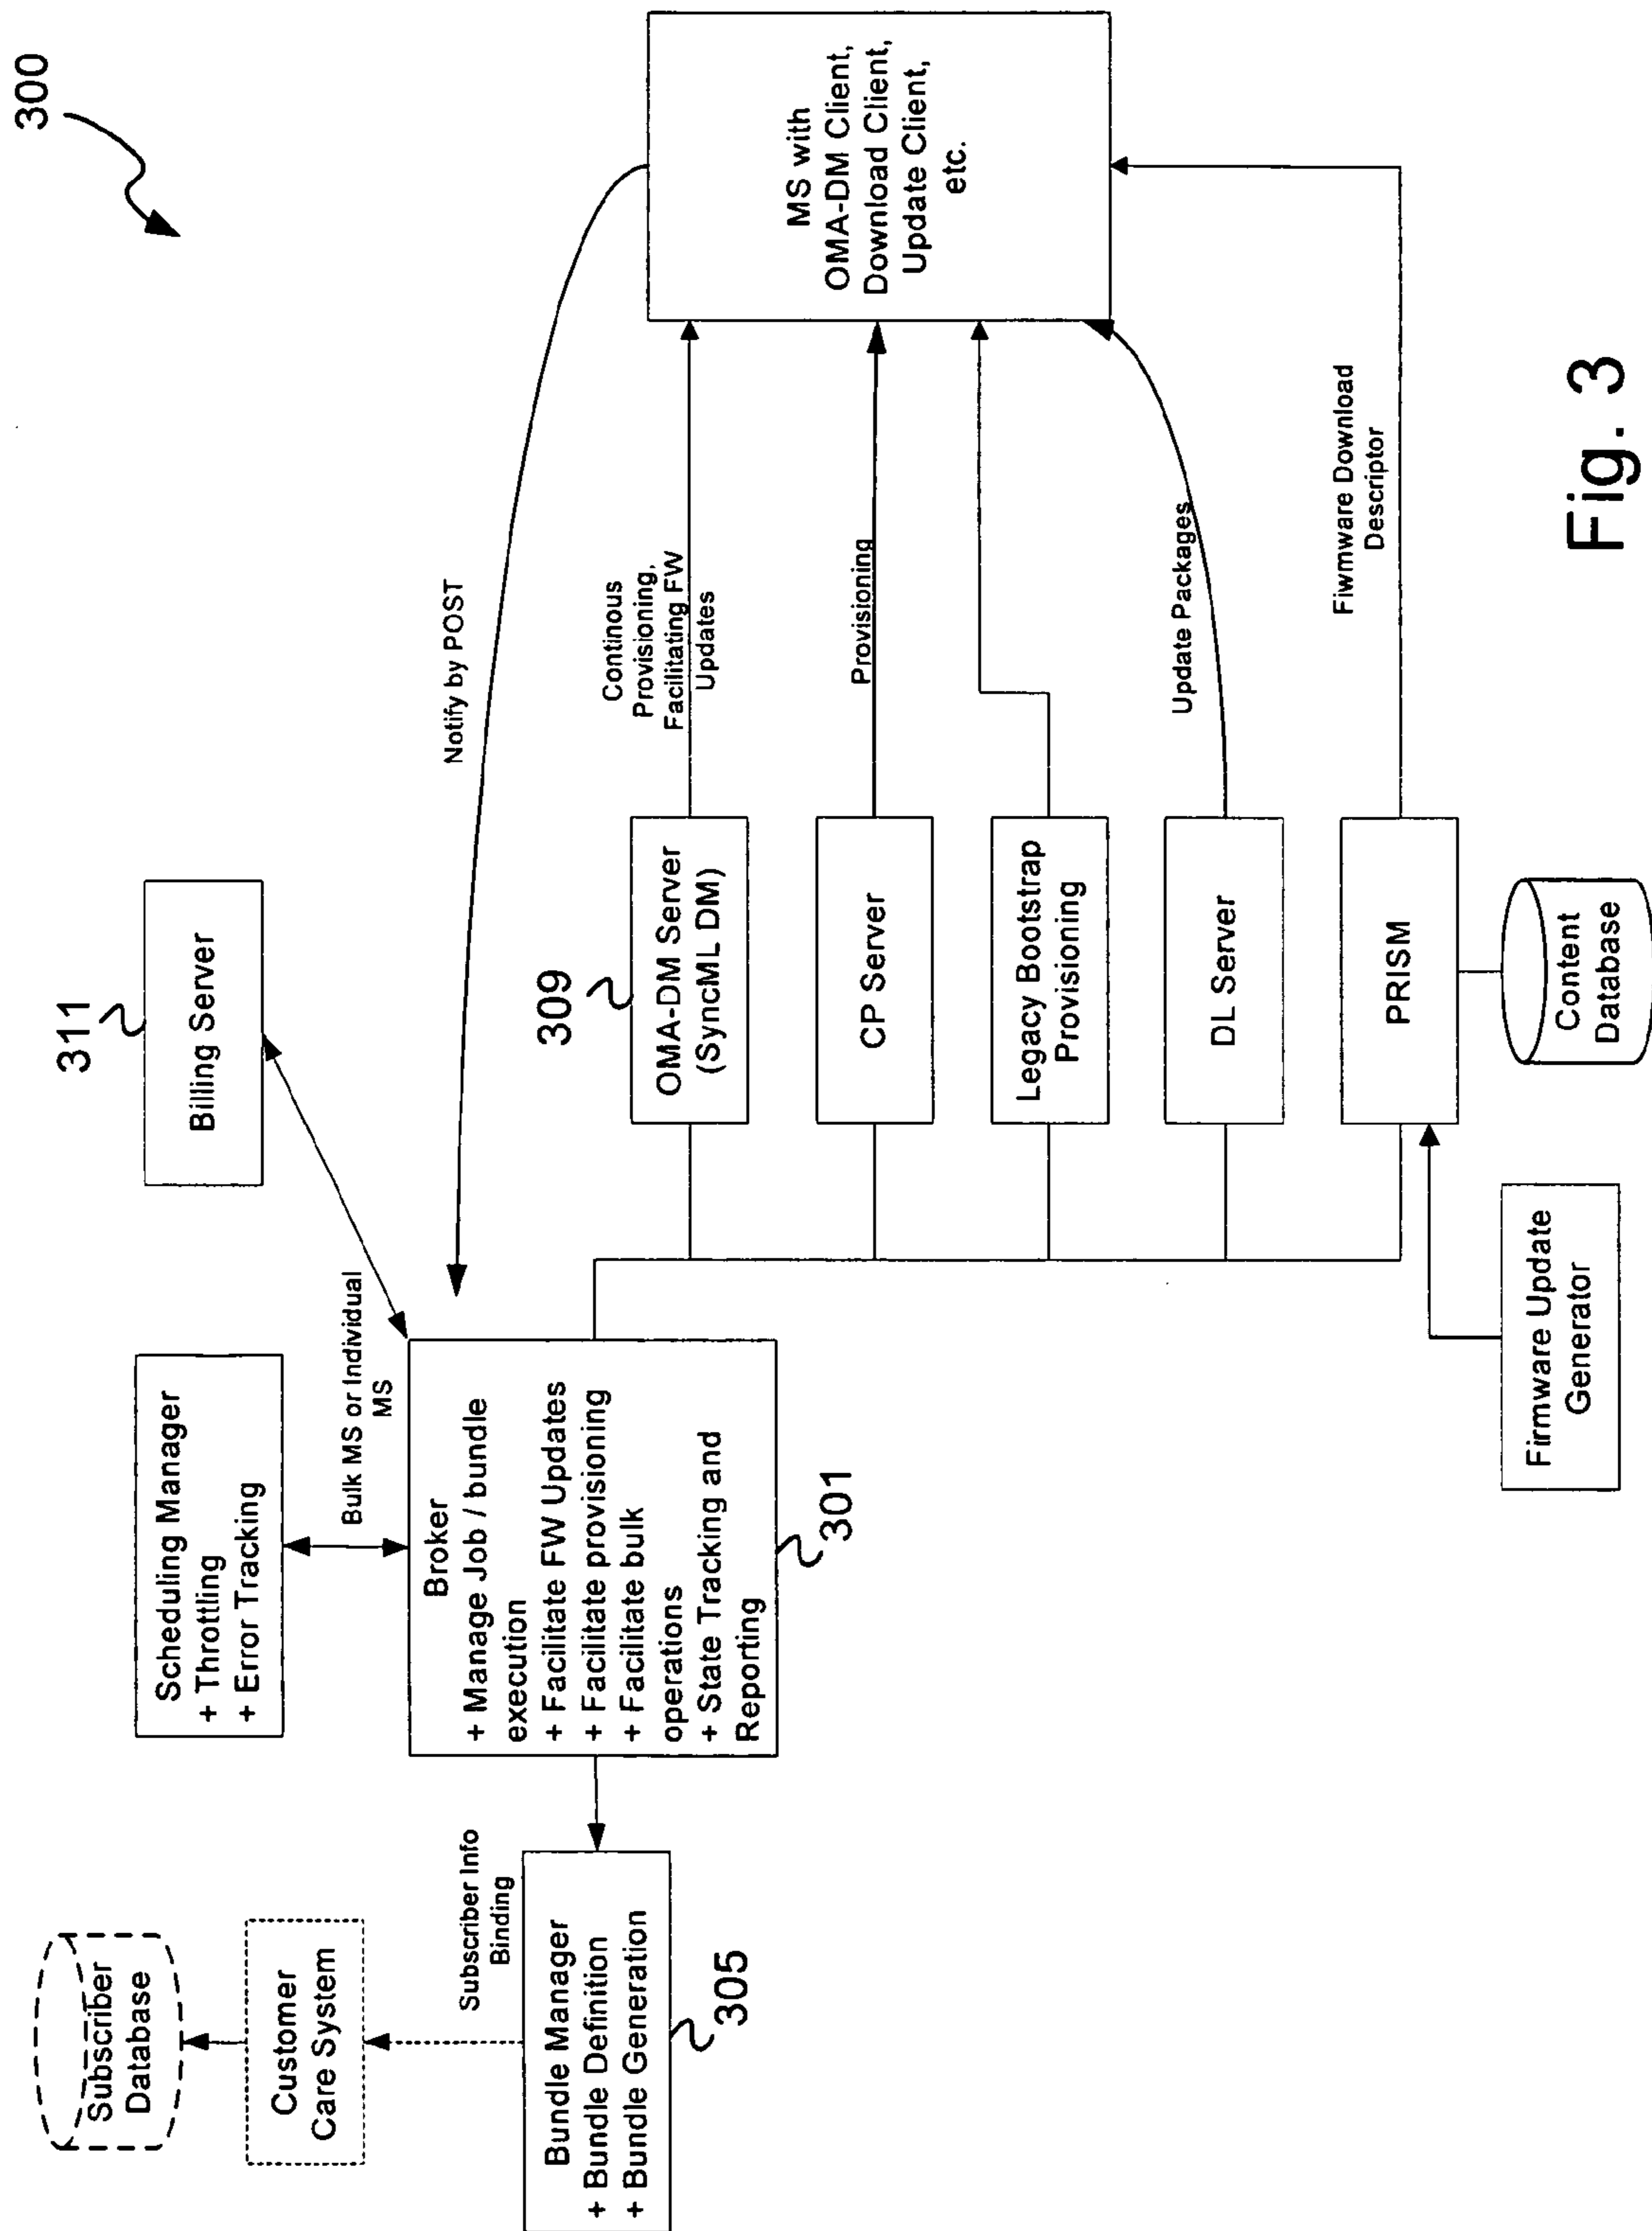 300
311
Billing Server
Scheduling Manager
+ Throttling
+ Error Tracking
Bulk MS or Individual
MS
Notify by POST
Subscriber
Database
Customer
Care System
Subscriber Info
Binding
Bundle Manager
+ Bundle Definition
+ Bundle Generation
305
Broker
+ Manage Job / bundle
execution
+ Facilitate FW Updates
+ Facilitate provisioning
+ Facilitate bulk
operations
+ State Tracking and
Reporting
301
309
OMA-DM Server
(SyncML DM)
Continous
Provisioning,
Facilitating FW
Updates
CP Server
Provisioning
Legacy Bootstrap
Provisioning
DL Server
Update Packages
PRISM
Fiwmware Download
Descriptor
Content
Database
Firmware Update
Generator
MS with
OMA-DM Client,
Download Client,
Update Client,
etc.
Fig. 3